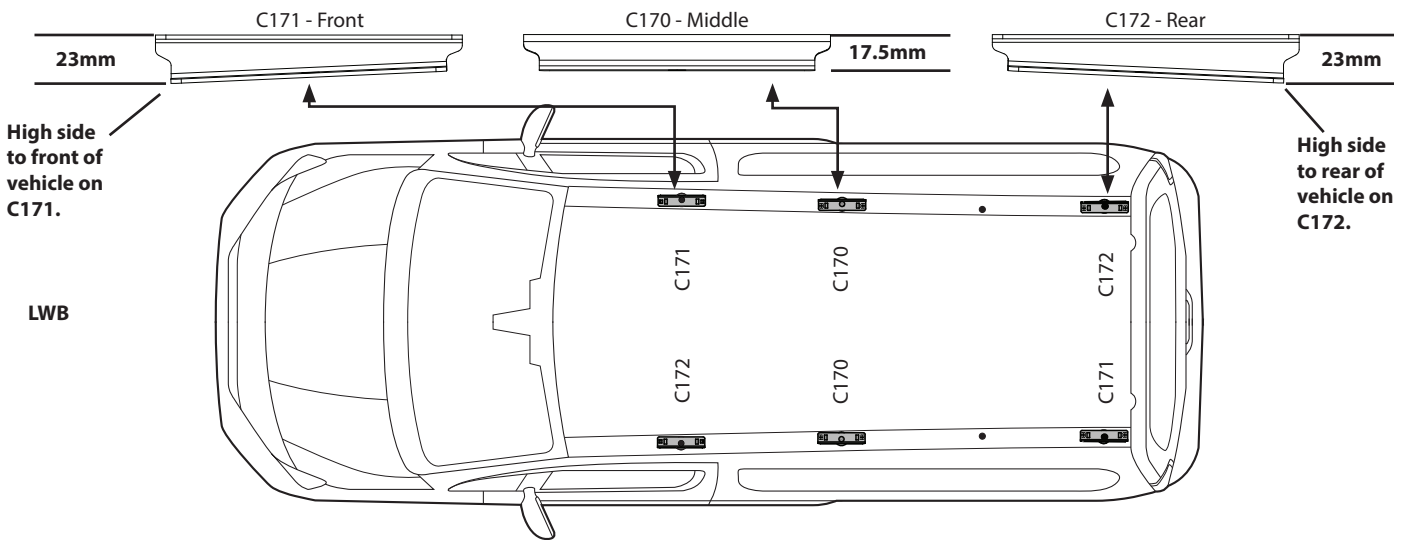 C171 - Front
C170 - Middle
C172 - Rear
23mm
17.5mm
23mm
High side
to front of
vehicle on
C171.
High side
to rear of
vehicle on
C172.
LWB
C171
C170
C172
C172
C170
C171